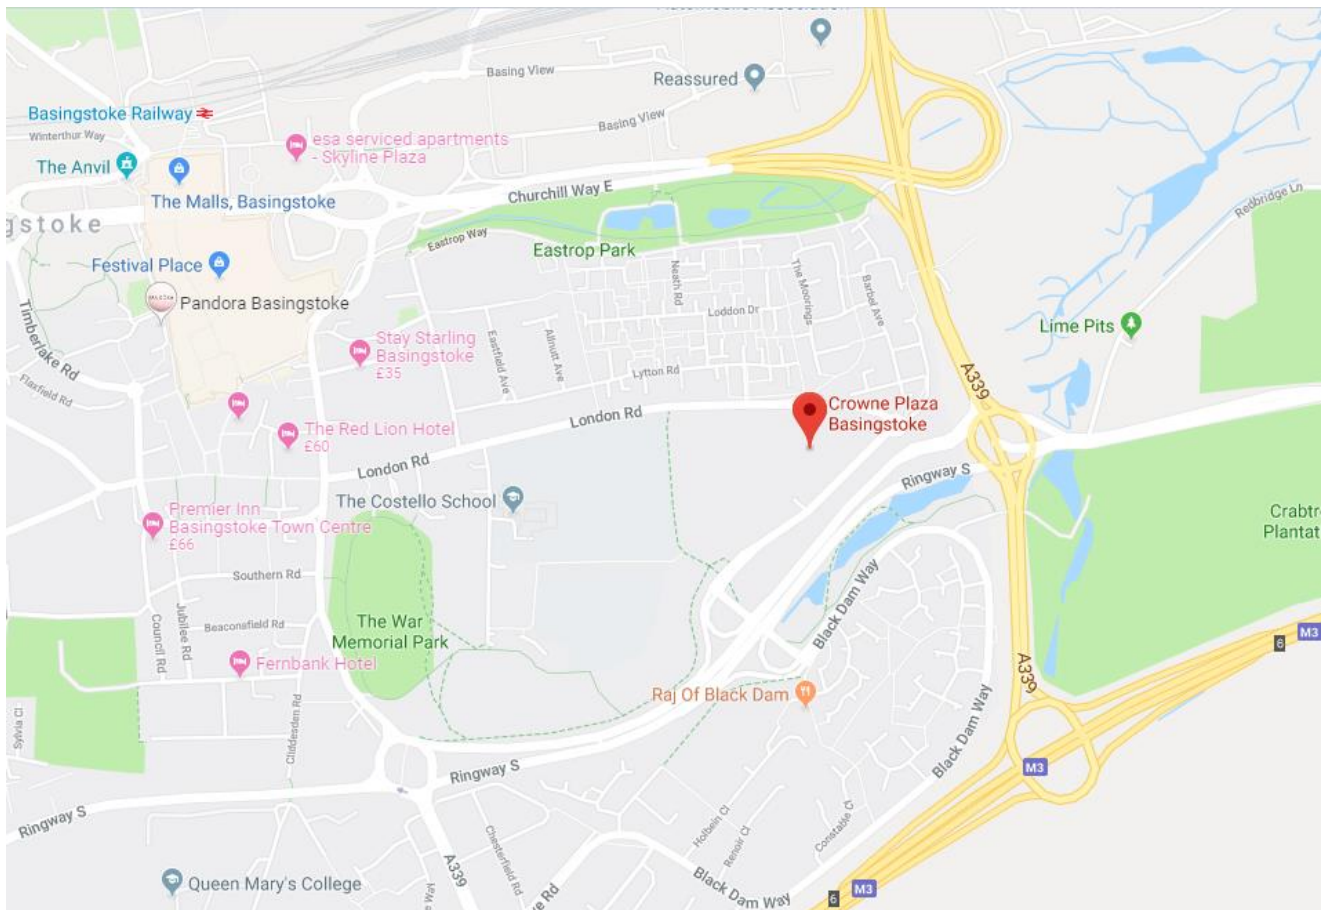 Reassured
Basing View
Basingstoke Railway
Winterthur Way
Basing View
esa serviced apartments
- Skyline Plaza
The Anvil
The Malls, Basingstoke
Churchill Way E
Redbridge Ln
gstoke
Eastrop Way
Eastrop Park
Festival Place
Neath Rd
The Moorings
Barbel Ave
Pandora Basingstoke
Loddon Dr
Timberlake Rd
Lime Pits
Stay Starling
Basingstoke
£35
Eastfield Ave
Allnutt Ave
Lytton Rd
A339
Flaxfield Rd
London Rd
Crowne Plaza
Basingstoke
The Red Lion Hotel
£60
London Rd
Ringway S
The Costello School
Premier Inn
Basingstoke Town Centre
£66
Crabtr
Plantat
Southern Rd
Black Dam Way
Council Rd
Jubilee Rd
Beaconsfield Rd
The War
Memorial Park
M3
6
Fernbank Hotel
A339
Raj Of Black Dam
Sylvia Cl
Cliddesden Rd
Black Dam Way
Ringway S
M3
Ringway S
Holbein Cl
Renoir Cl
Constable Cl
Chesterfield Rd
A339
Queen Mary's College
Black Dam Way
M3
6
e Rd
e Way